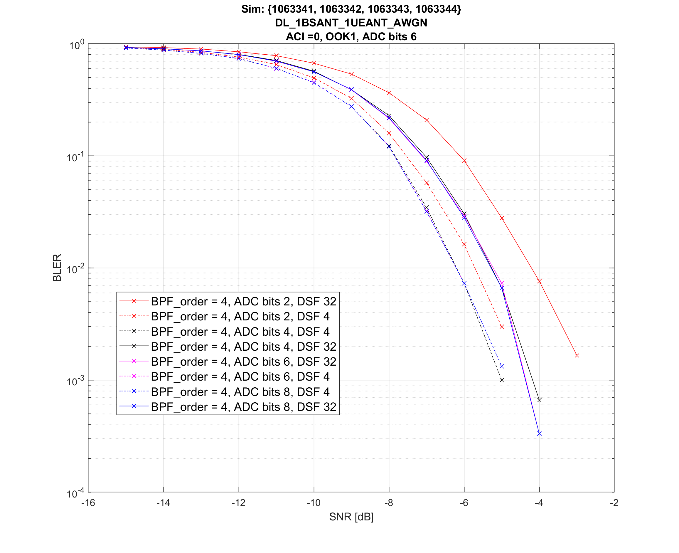 Sim: {1063341, 1063342, 1063343, 1063344}
DL_1BSANT_1UEANT_AWGN
ACI =0, OOK1, ADC bits 6
10^0
10^-1
10^-2
10^-3
10^-4
BLER
BPF_order = 4, ADC bits 2, DSF 32
BPF_order = 4, ADC bits 2, DSF 4
BPF_order = 4, ADC bits 4, DSF 4
BPF_order = 4, ADC bits 4, DSF 32
BPF_order = 4, ADC bits 6, DSF 32
BPF_order = 4, ADC bits 6, DSF 4
BPF_order = 4, ADC bits 8, DSF 4
BPF_order = 4, ADC bits 8, DSF 32
-16 -14 -12 -10 -8 -6 -4 -2
SNR [dB]